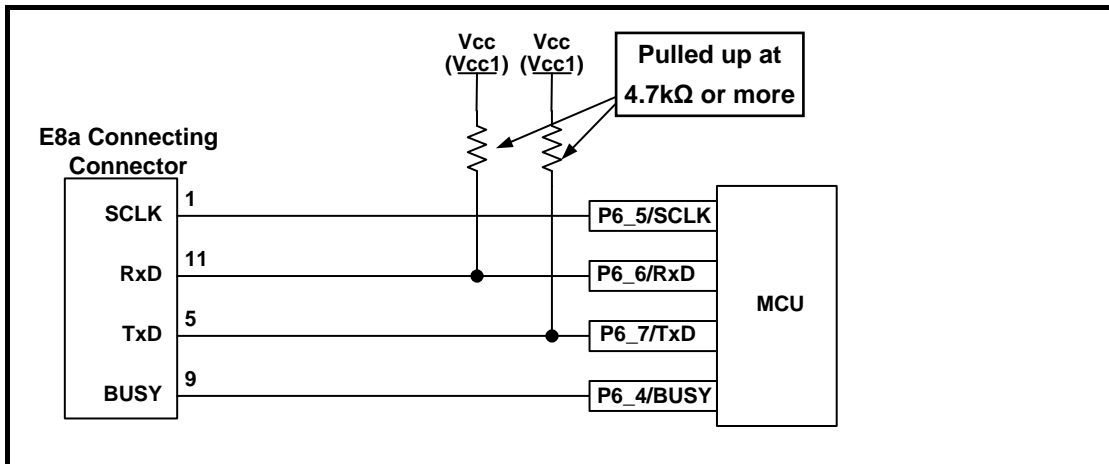 Vcc
(Vcc1)
Vcc
(Vcc1)
Pulled up at
4.7kΩ or more
E8a Connecting
Connector
SCLK
1
P6_5/SCLK
RxD
11
P6_6/RxD
MCU
TxD
5
P6_7/TxD
BUSY
9
P6_4/BUSY